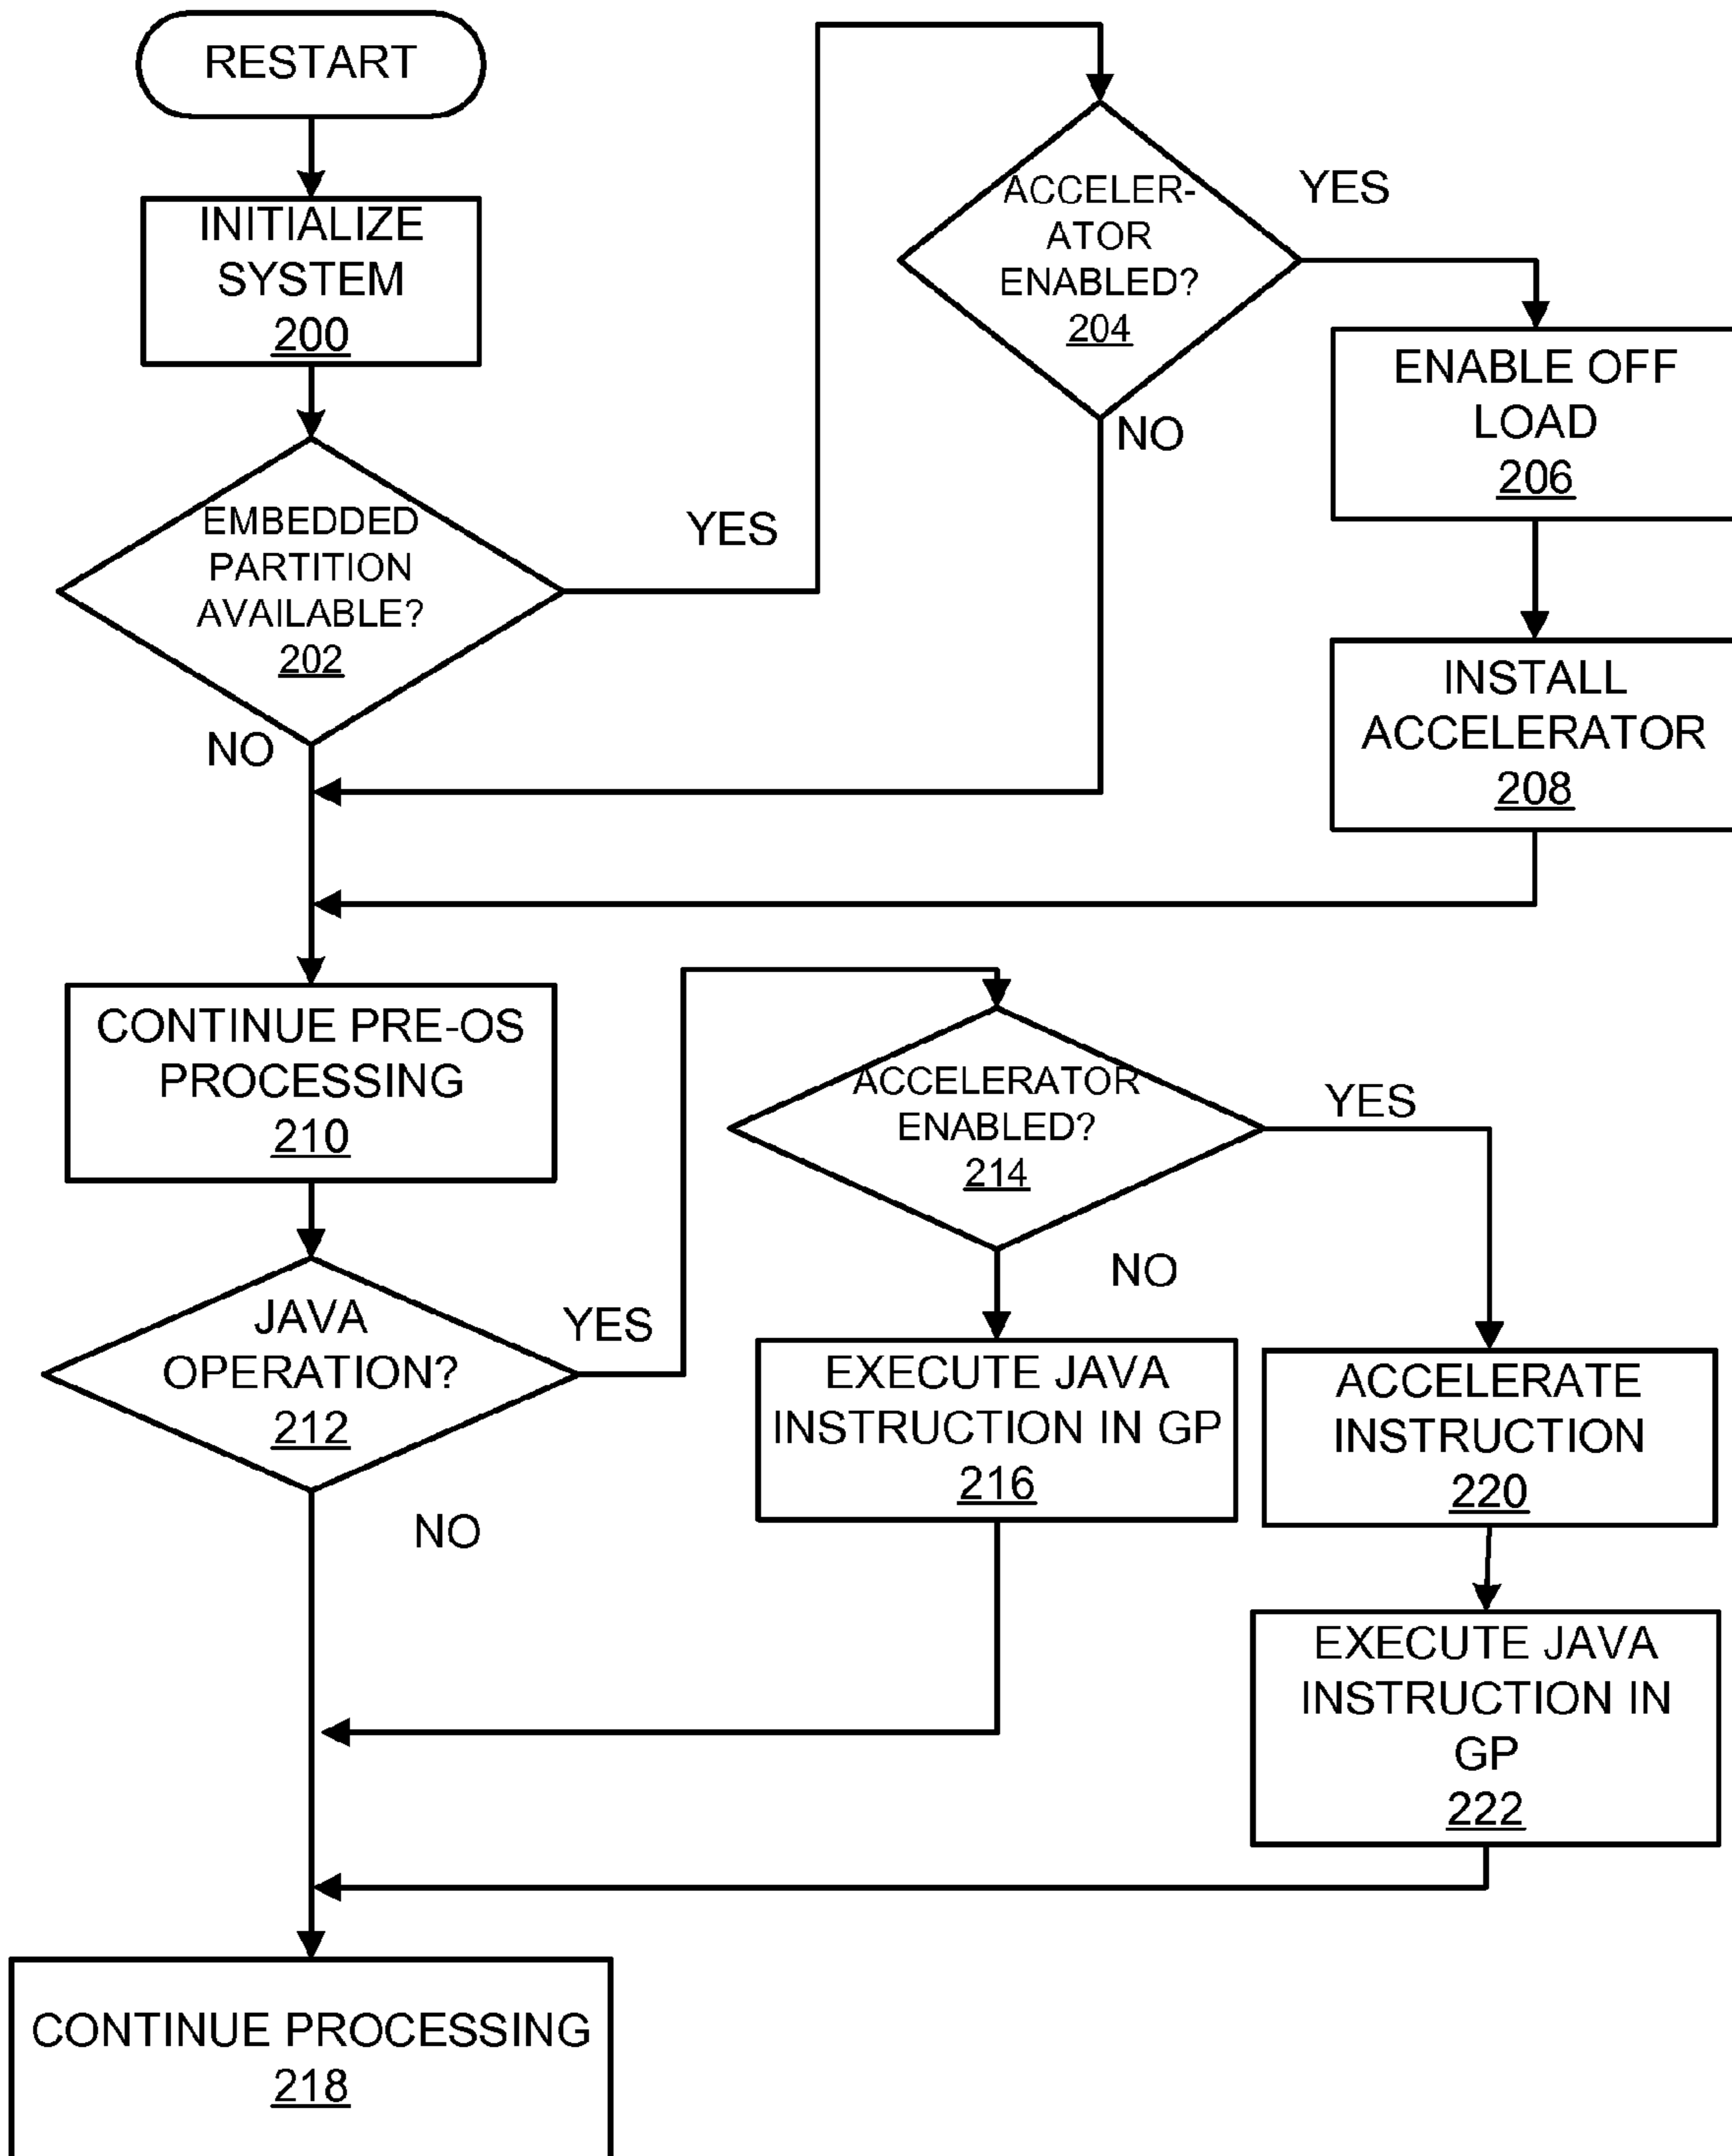 RESTART
INITIALIZE
SYSTEM
200
EMBEDDED
PARTITION
AVAILABLE?
202
YES
NO
ACCELER-
ATOR
ENABLED?
204
YES
NO
ENABLE OFF
LOAD
206
INSTALL
ACCELERATOR
208
CONTINUE PRE-OS
PROCESSING
210
JAVA
OPERATION?
212
YES
NO
ACCELERATOR
ENABLED?
214
YES
NO
EXECUTE JAVA
INSTRUCTION IN GP
216
ACCELERATE
INSTRUCTION
220
EXECUTE JAVA
INSTRUCTION IN
GP
222
CONTINUE PROCESSING
218